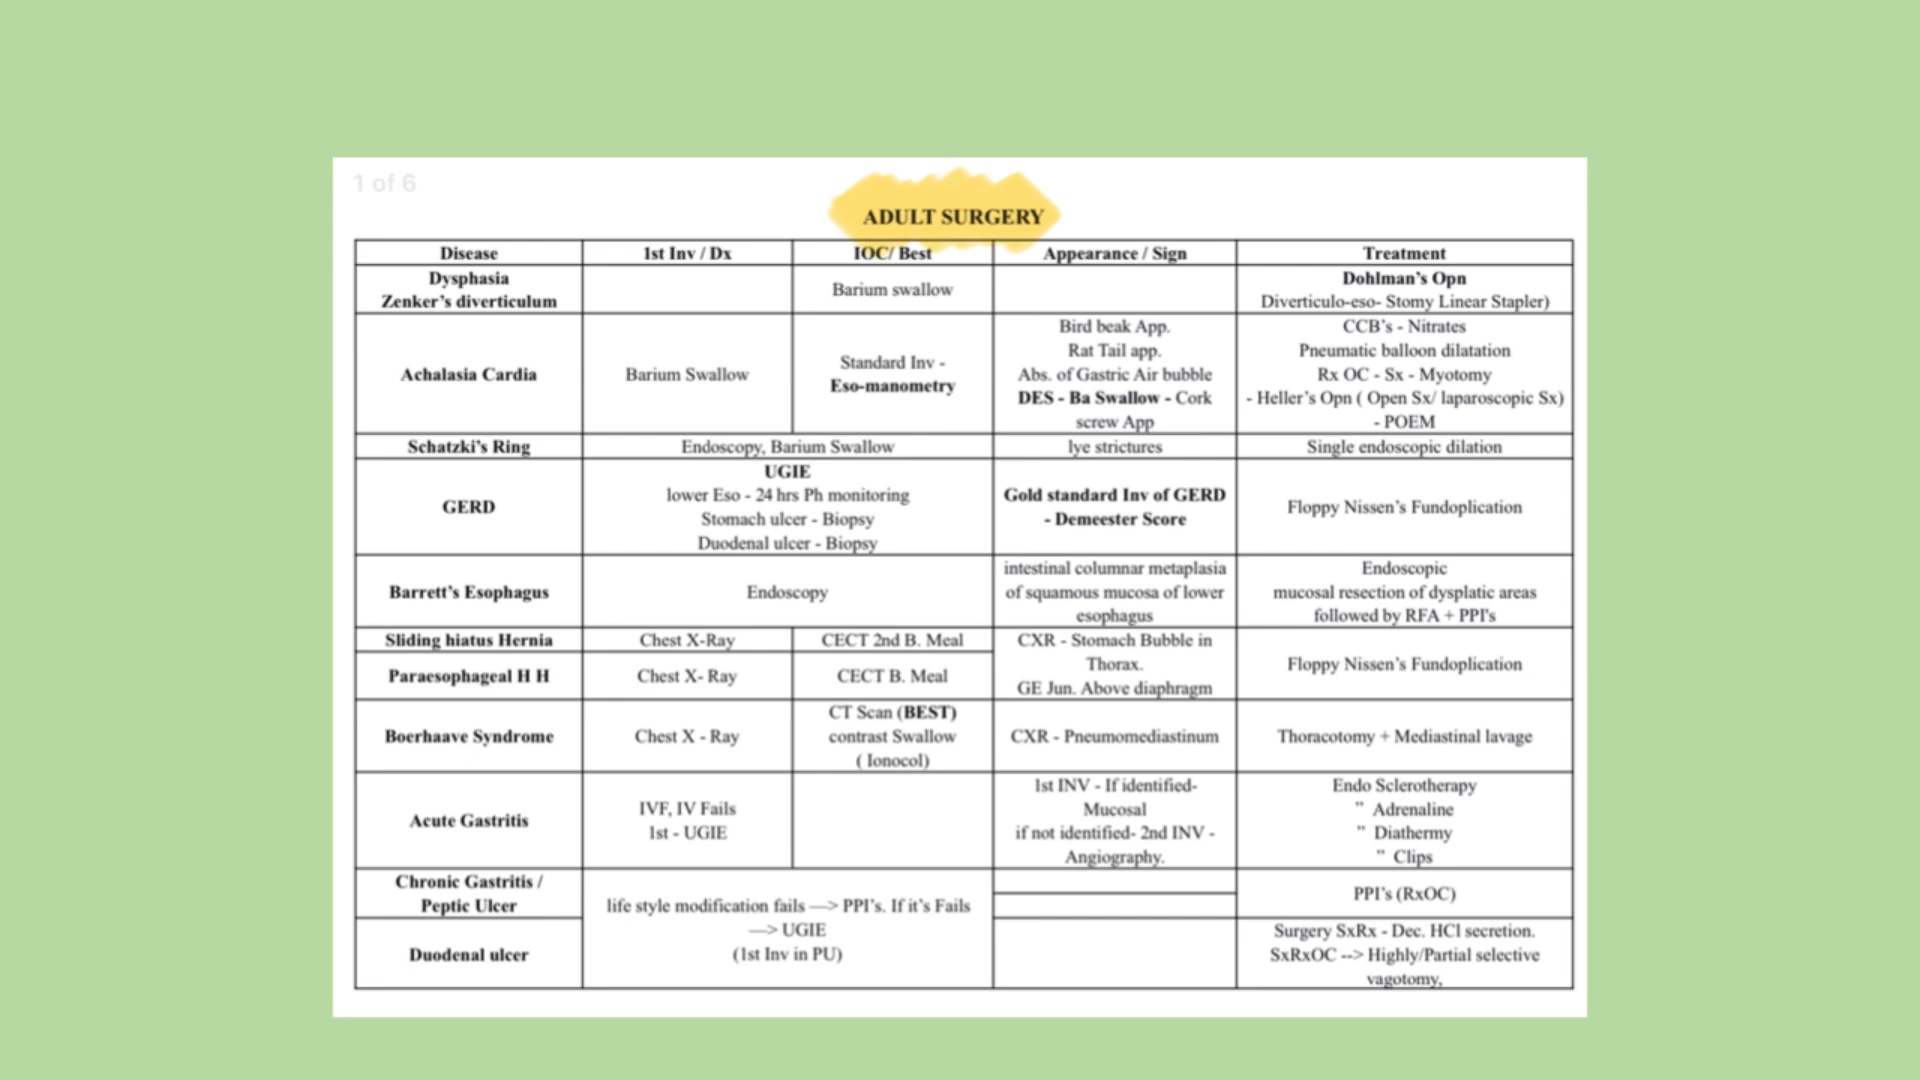 1 of 6
ADULT SURGERY
Disease 1st Inv / Dx IOC/ Best Appearance / Sign Treatment
Dysphasia
Zenker’s diverticulum
Barium swallow
Dohlman’s Opn
Diverticulo-eso- Stomy Linear Stapler)
Achalasia Cardia
Barium Swallow
Standard Inv -
Eso-manometry
Bird beak App.
Rat Tail app.
Abs. of Gastric Air bubble
DES - Ba Swallow - Cork
screw App
CCB’s - Nitrates
Pneumatic balloon dilatation
Rx OC - Sx - Myotomy
- Heller’s Opn ( Open Sx/ laparoscopic Sx)
- POEM
Schatzki’s Ring
Endoscopy, Barium Swallow
lye strictures
Single endoscopic dilation
GERD
UGIE
lower Eso - 24 hrs Ph monitoring
Stomach ulcer - Biopsy
Duodenal ulcer - Biopsy
Gold standard Inv of GERD
- Demeester Score
Floppy Nissen’s Fundoplication
Barrett’s Esophagus
Endoscopy
intestinal columnar metaplasia
of squamous mucosa of lower
esophagus
Endoscopic
mucosal resection of dysplatic areas
followed by RFA + PPI's
Sliding hiatus Hernia
Chest X-Ray
CECT 2nd B. Meal
CXR - Stomach Bubble in
Thorax.
GE Jun. Above diaphragm
Floppy Nissen’s Fundoplication
Paraesophageal H H
Chest X- Ray
CECT B. Meal
Boerhaave Syndrome
Chest X - Ray
CT Scan (BEST)
contrast Swallow
( Ionocol)
CXR - Pneumomediastinum
Thoracotomy + Mediastinal lavage
Acute Gastritis
IVF, IV Fails
1st - UGIE
1st INV - If identified-
Mucosal
if not identified- 2nd INV -
Angiography.
Endo Sclerotherapy
" Adrenaline
" Diathermy
" Clips
Chronic Gastritis /
Peptic Ulcer
life style modification fails —> PPI’s. If it’s Fails
—> UGIE
(1st Inv in PU)
PPI’s (RxOC)
Duodenal ulcer
Surgery SxRx - Dec. HCl secretion.
SxRxOC --> Highly/Partial selective
vagotomy,